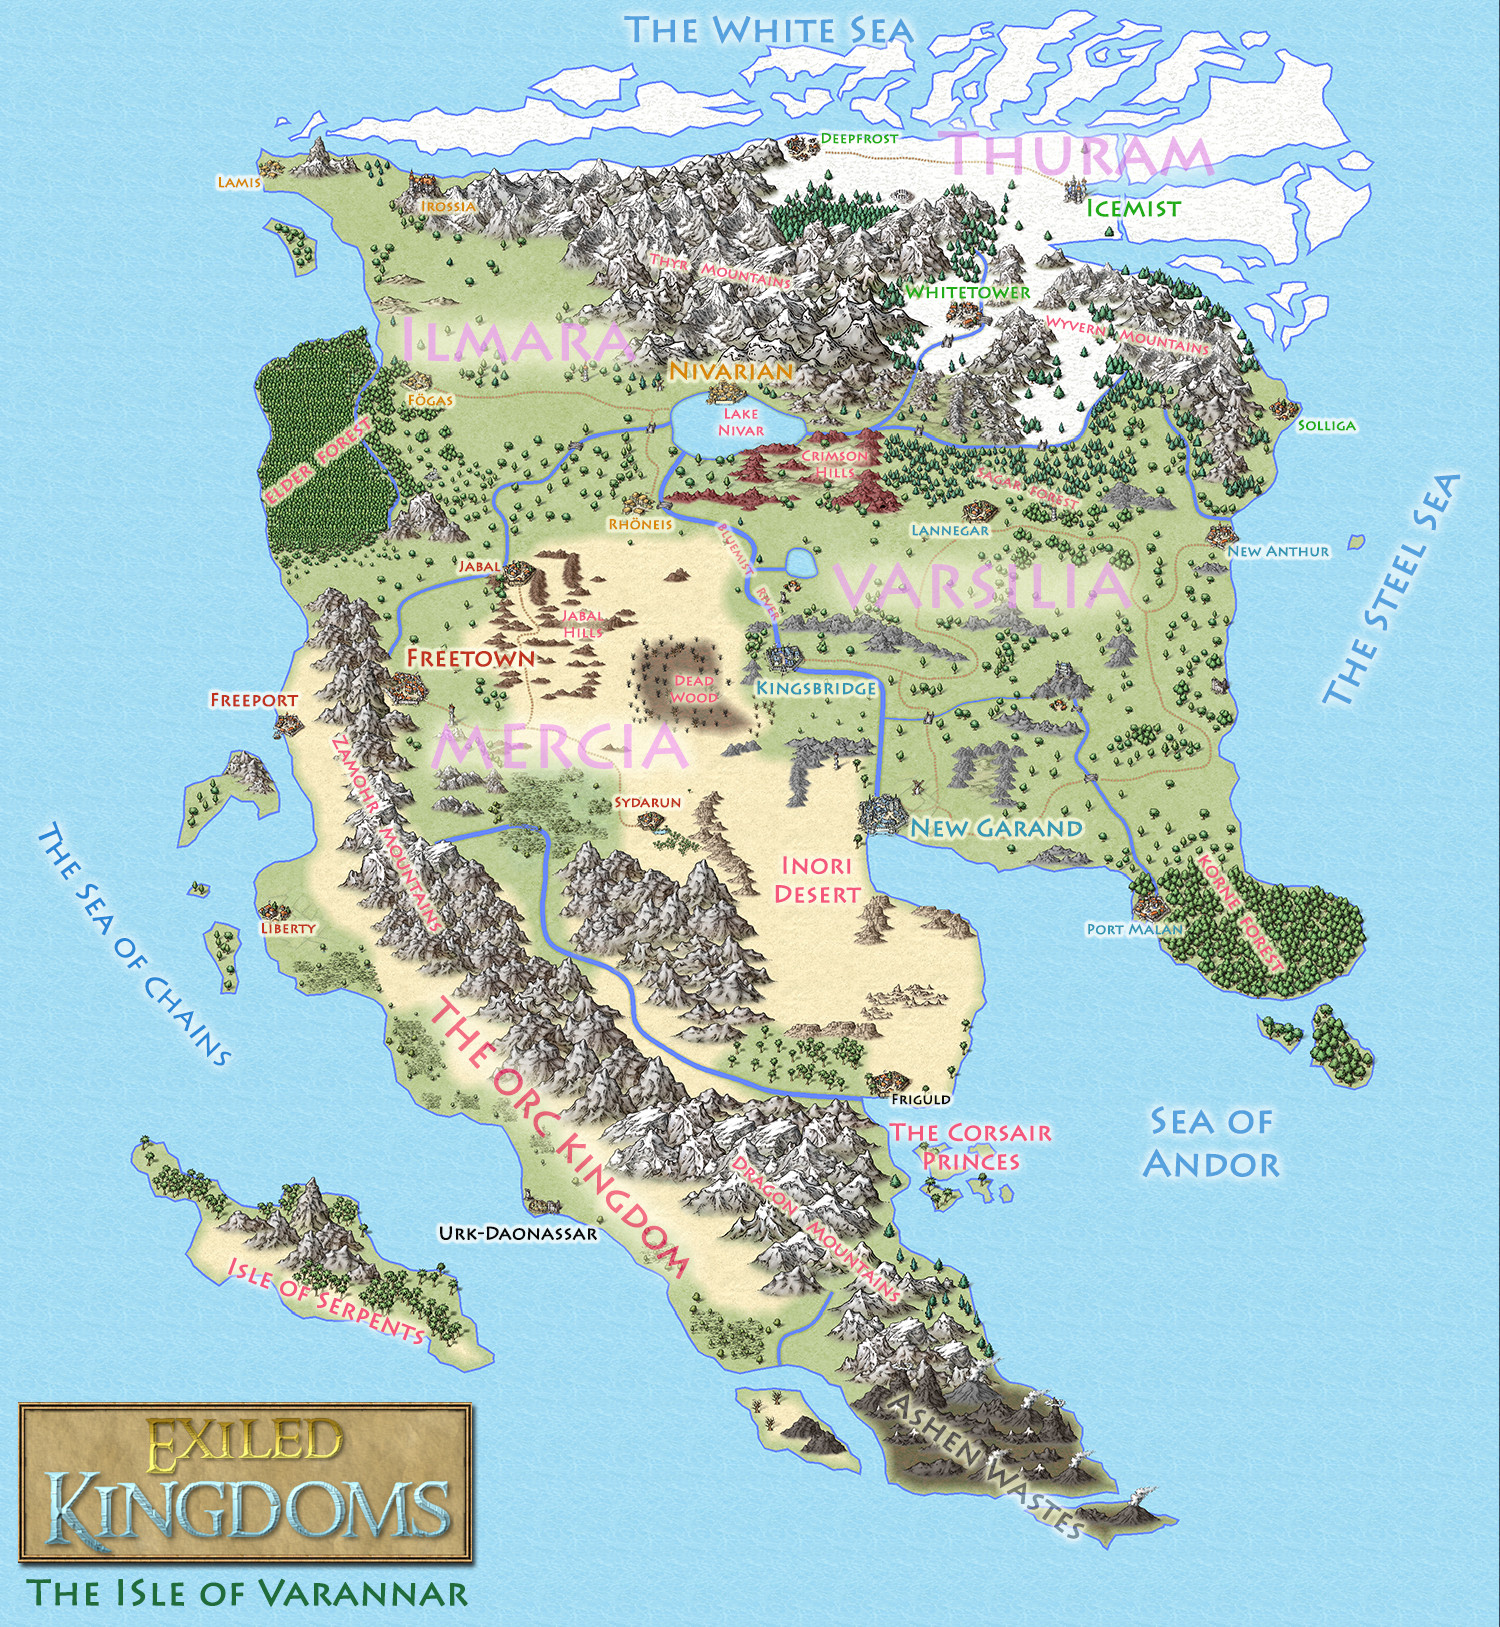 The White Sea
Deepfrost
Thuram
Lamis
Irossia
Icemist
Thyr Mountains
Whitetower
Wyvern Mountains
Ilmara
Nivarian
Fögas
Lake
Nivar
Solliga
Elder Forest
Crimson
Hills
Sagar Forest
Rhöneis
Lannegar
New Anthur
Bluemist River
The Steel Sea
Jabal
Varsilia
Jabal
Hills
Freetown
Dead
Wood
Kingsbridge
Freeport
Mercia
Zamohr Mountains
Sydarun
New Garand
Inori
Desert
Korne Forest
The Sea of Chains
Liberty
Port Malan
The Orc Kingdom
Friguld
The Corsair
Princes
Sea of
Andor
Dragon Mountains
Urk-Daonassar
Isle of Serpents
Ashen Wastes
Exiled
Kingdoms
The Isle of Varannar